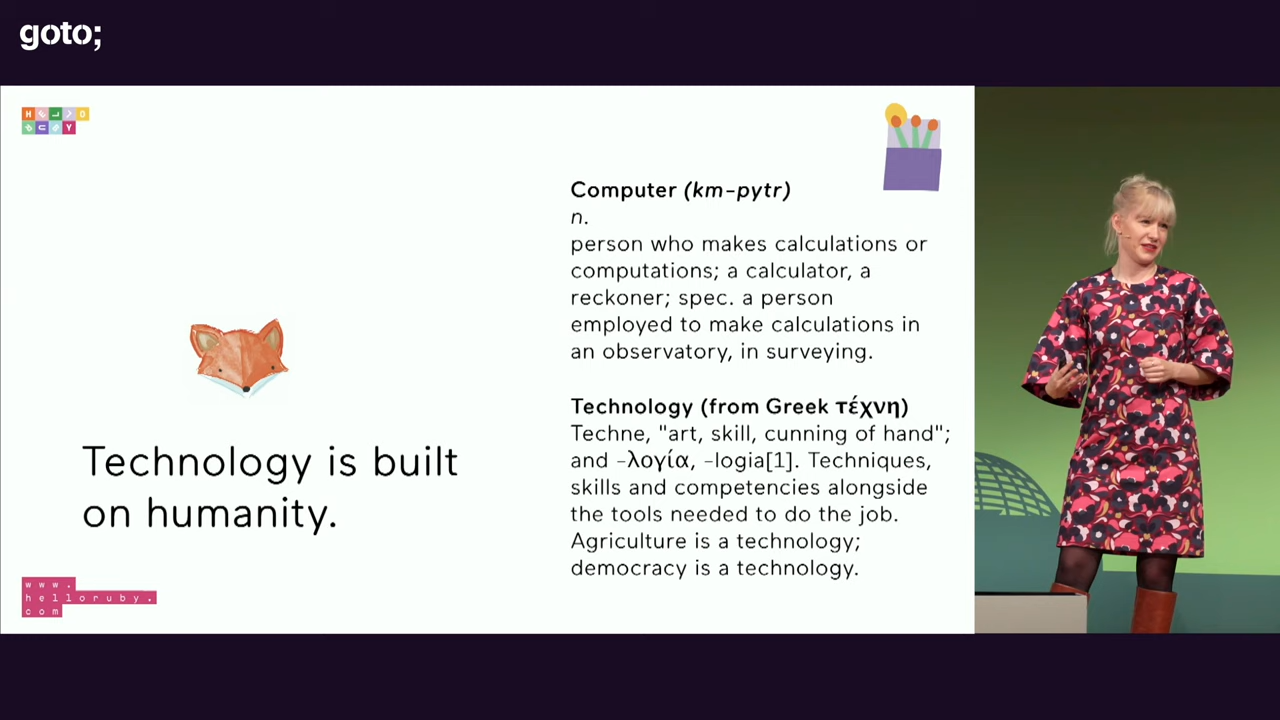 goto;
HELLO
RUBY
Technology is built
on humanity.
www.
helloruby.
com
Computer (km-pytr)
n.
person who makes calculations or
computations; a calculator, a
reckoner; spec. a person
employed to make calculations in
an observatory, in surveying.
Technology (from Greek τέχνη)
Techne, "art, skill, cunning of hand";
and -λογία, -logia[1]. Techniques,
skills and competencies alongside
the tools needed to do the job.
Agriculture is a technology;
democracy is a technology.